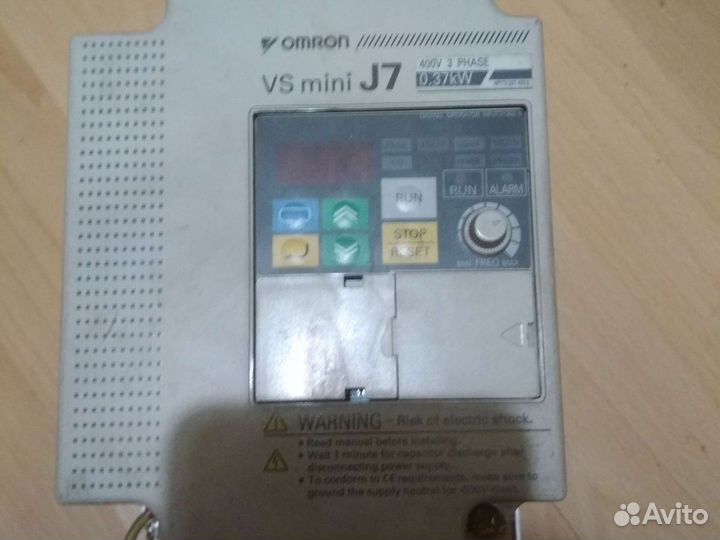 OMRON
VS mini J7
400V 3 PHASE
0.37kW
RUN
ALARM
RUN
STOP
RESET
MIN FREQ MAX
WARNING - Risk of electric shock.
• Read manual before installing.
• Wait 1 minute for capacitor discharge after
disconnecting power supply.
• To conform to CE requirements, make sure to
ground the supply neutral for 400V class.
Avito